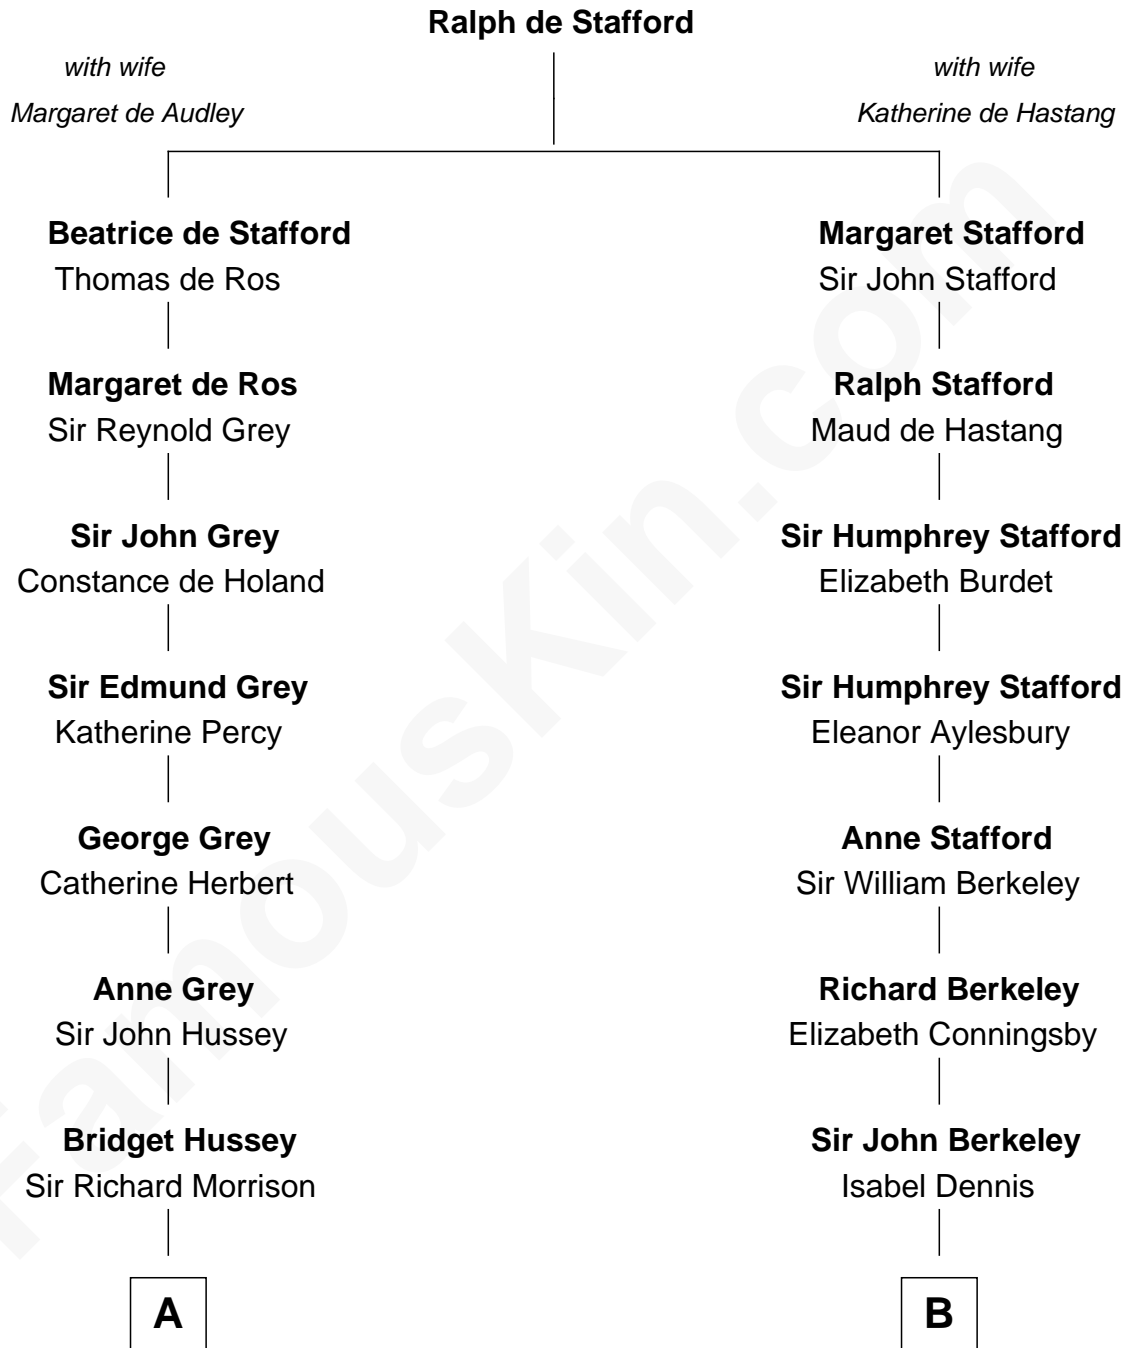 Ralph de Stafford
with wife
Margaret de Audley
with wife
Katherine de Hastang
Beatrice de Stafford
Thomas de Ros
Margaret Stafford
Sir John Stafford
Margaret de Ros
Sir Reynold Grey
Ralph Stafford
Maud de Hastang
Sir John Grey
Constance de Holand
Sir Humphrey Stafford
Elizabeth Burdet
Sir Edmund Grey
Katherine Percy
Sir Humphrey Stafford
Eleanor Aylesbury
George Grey
Catherine Herbert
Anne Stafford
Sir William Berkeley
Anne Grey
Sir John Hussey
Richard Berkeley
Elizabeth Conningsby
Bridget Hussey
Sir Richard Morrison
Sir John Berkeley
Isabel Dennis
A
B
FamousKin.com